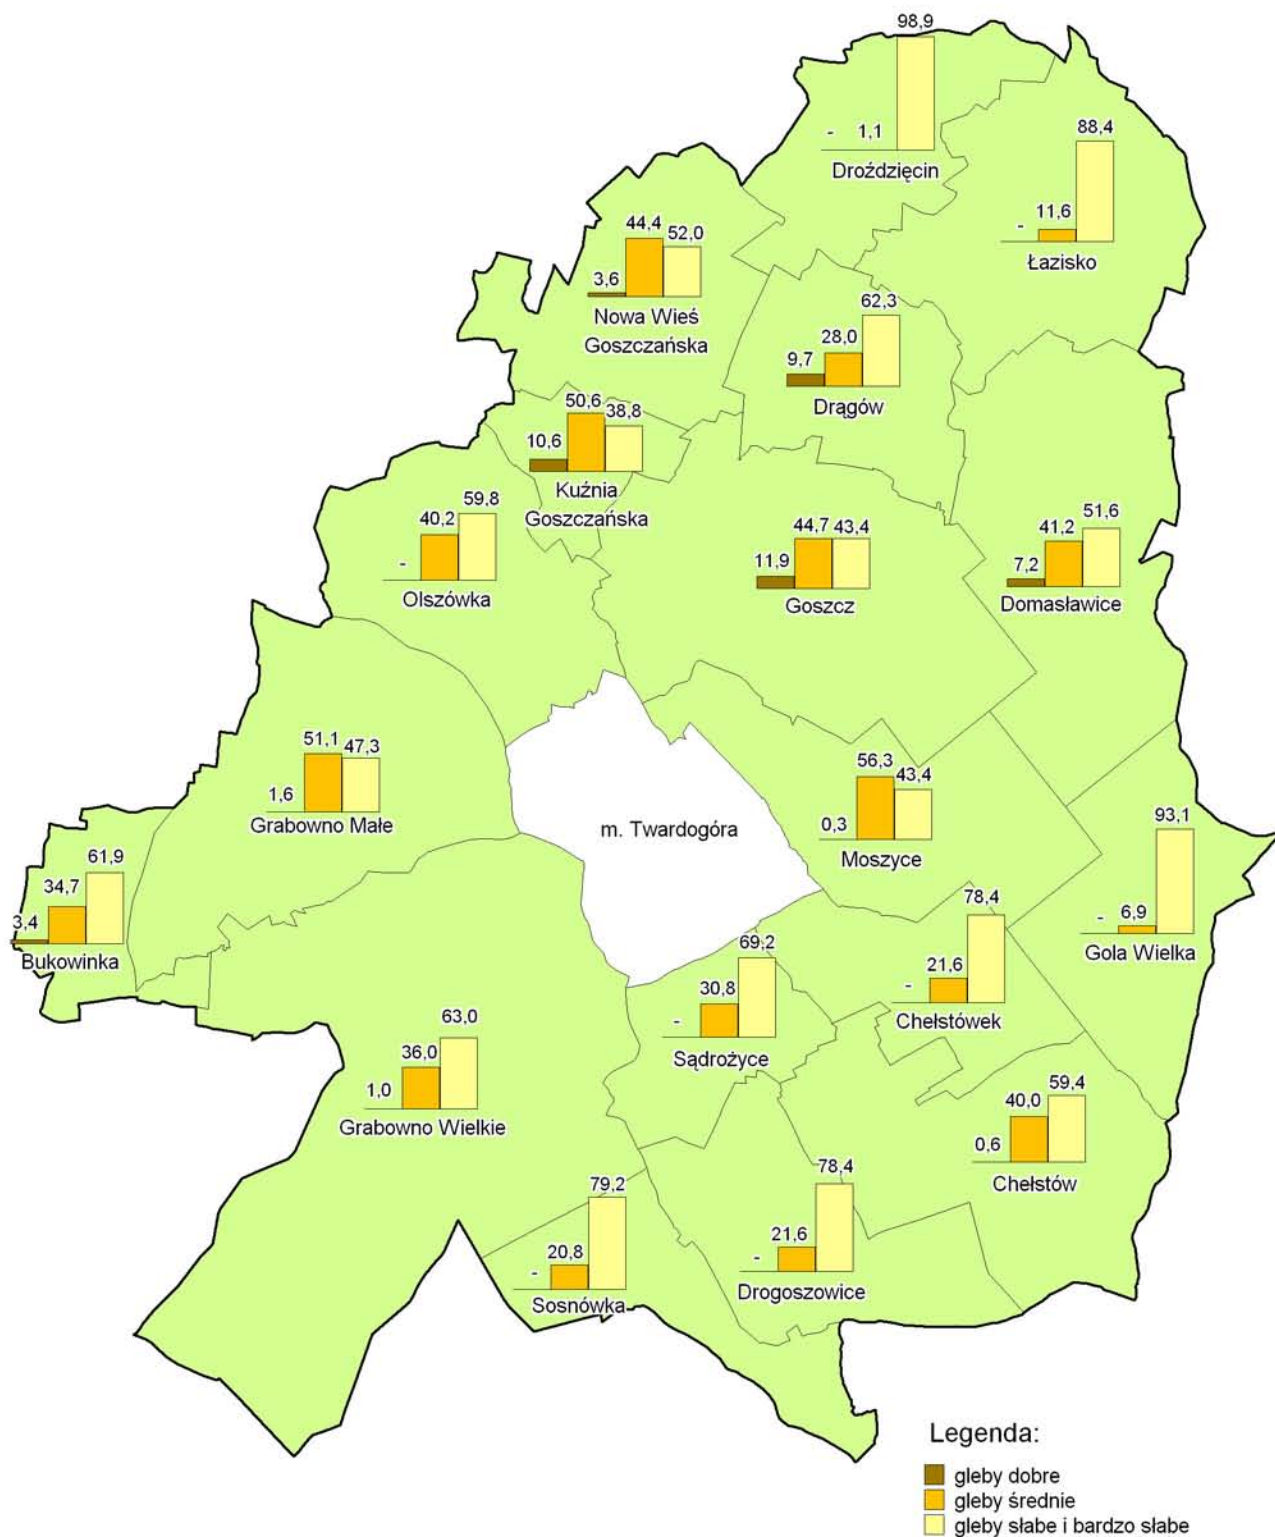 98,9
- 1,1
Droździęcin
88,4
- 11,6
Łazisko
3,6 44,4 52,0
Nowa Wieś
Goszczańska
9,7 28,0 62,3
Drągów
10,6 50,6 38,8
Kuźnia
Goszczańska
- 40,2 59,8
Olszówka
11,9 44,7 43,4
Goszcz
7,2 41,2 51,6
Domasławice
1,6 51,1 47,3
Grabowno Małe
m. Twardogóra
0,3 56,3 43,4
Moszyce
3,4 34,7 61,9
Bukowinka
- 6,9 93,1
Gola Wielka
- 21,6 78,4
Chełstówek
- 30,8 69,2
Sądrożyce
1,0 36,0 63,0
Grabowno Wielkie
0,6 40,0 59,4
Chełstów
- 20,8 79,2
Sosnówka
- 21,6 78,4
Drogoszowice
Legenda:
gleby dobre
gleby średnie
gleby słabe i bardzo słabe